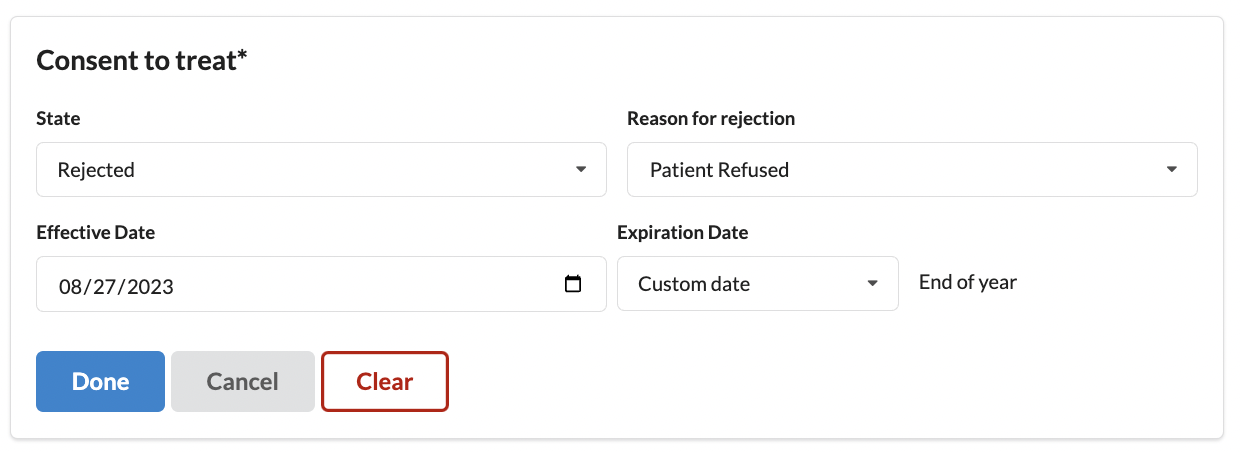 Consent to treat*
State
Reason for rejection
Rejected
Patient Refused
Effective Date
Expiration Date
08/27/2023
Custom date
End of year
Done
Cancel
Clear